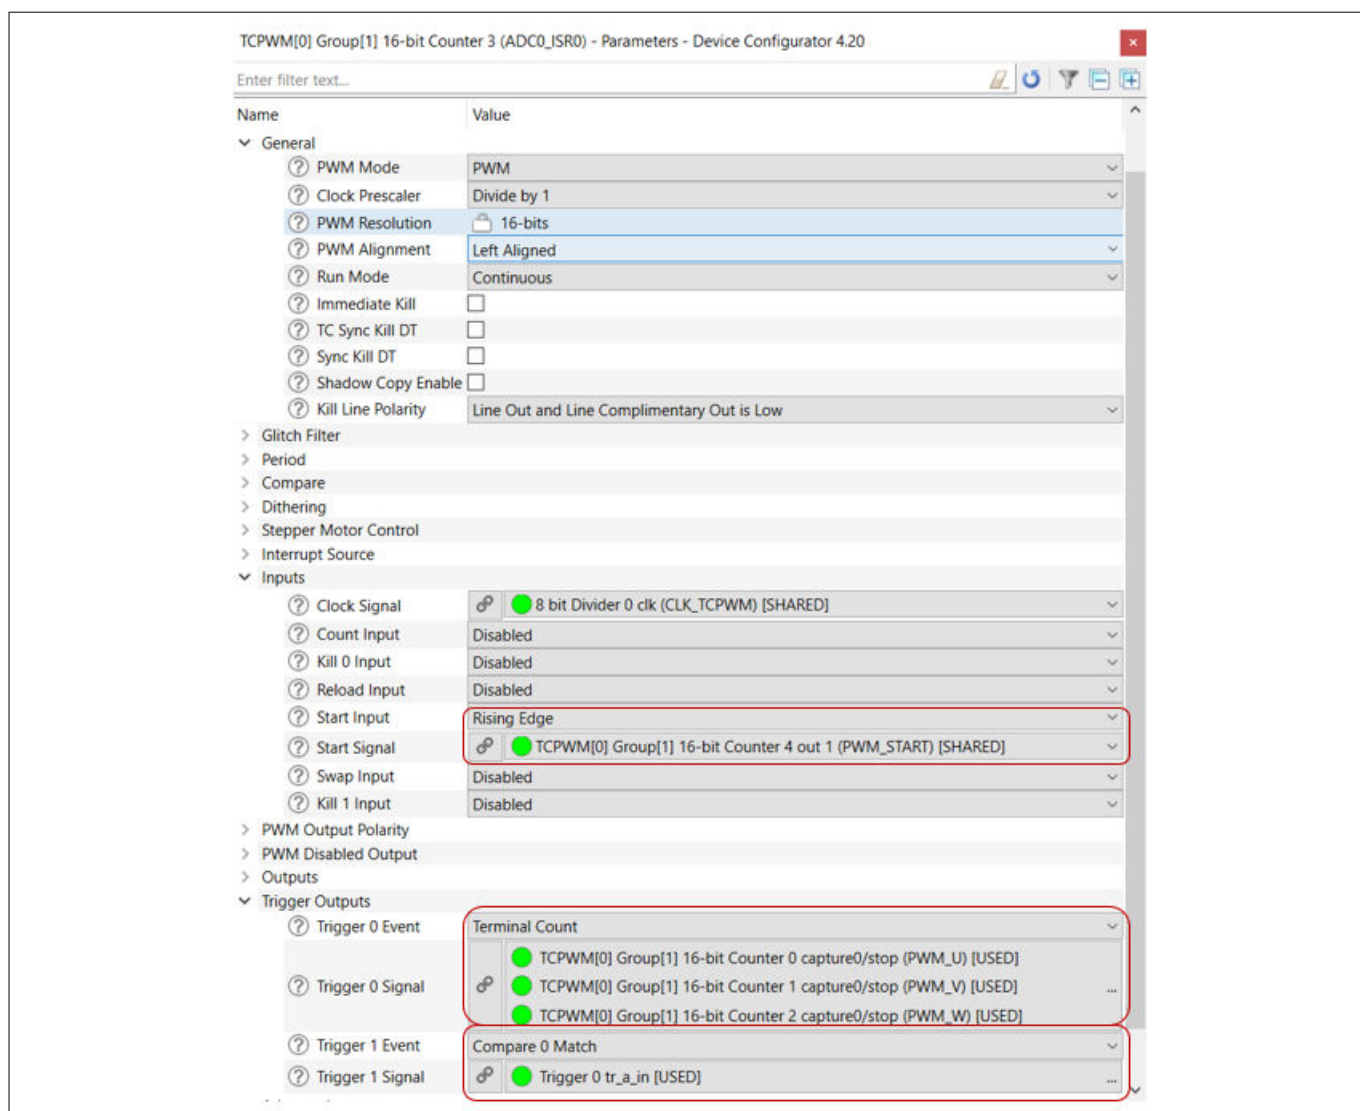 TCPWM[0] Group[1] 16-bit Counter 3 (ADC0_ISR0) - Parameters - Device Configurator 4.20
Enter filter text...
Name Value
General
PWM Mode PWM
Clock Prescaler Divide by 1
PWM Resolution 16-bits
PWM Alignment Left Aligned
Run Mode Continuous
Immediate Kill
TC Sync Kill DT
Sync Kill DT
Shadow Copy Enable
Kill Line Polarity Line Out and Line Complimentary Out is Low
Glitch Filter
Period
Compare
Dithering
Stepper Motor Control
Interrupt Source
Inputs
Clock Signal 8 bit Divider 0 clk (CLK_TCPWM) [SHARED]
Count Input Disabled
Kill 0 Input Disabled
Reload Input Disabled
Start Input Rising Edge
Start Signal TCPWM[0] Group[1] 16-bit Counter 4 out 1 (PWM_START) [SHARED]
Swap Input Disabled
Kill 1 Input Disabled
PWM Output Polarity
PWM Disabled Output
Outputs
Trigger Outputs
Trigger 0 Event Terminal Count
TCPWM[0] Group[1] 16-bit Counter 0 capture0/stop (PWM_U) [USED]
Trigger 0 Signal TCPWM[0] Group[1] 16-bit Counter 1 capture0/stop (PWM_V) [USED] ...
TCPWM[0] Group[1] 16-bit Counter 2 capture0/stop (PWM_W) [USED]
Trigger 1 Event Compare 0 Match
Trigger 1 Signal Trigger 0 tr_a_in [USED] ...